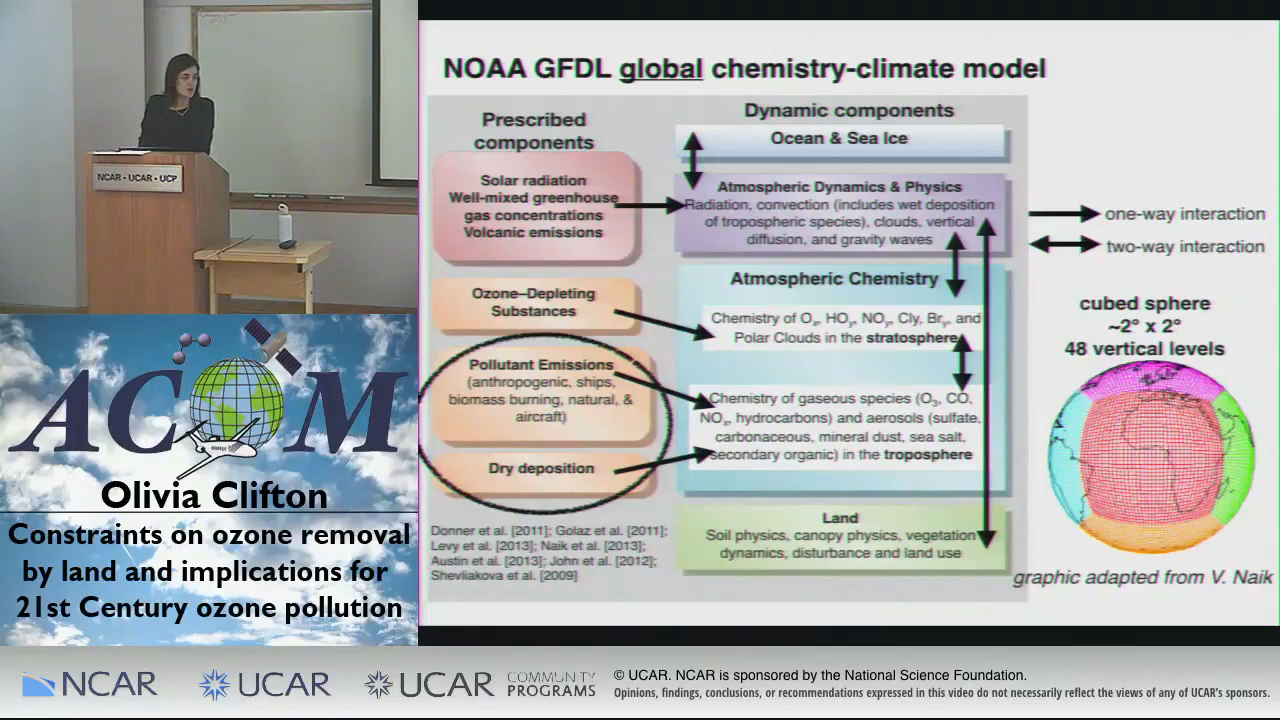 NCAR - UCAR - UCP
ACOM
Olivia Clifton
Constraints on ozone removal
by land and implications for
21st Century ozone pollution
NOAA GFDL global chemistry-climate model
Prescribed
components
Solar radiation
Well-mixed greenhouse
gas concentrations
Volcanic emissions
Ozone–Depleting
Substances
Pollutant Emissions
(anthropogenic, ships,
biomass burning, natural, &
aircraft)
Dry deposition
Donner et al. [2011]; Golaz et al. [2011];
Levy et al. [2013]; Naik et al. [2013];
Austin et al. [2013]; John et al. [2012];
Shevliakova et al. [2009]
Dynamic components
Ocean & Sea Ice
Atmospheric Dynamics & Physics
Radiation, convection (includes wet deposition
of tropospheric species), clouds, vertical
diffusion, and gravity waves
Atmospheric Chemistry
Chemistry of Oₓ, HOᵧ, NOᵧ, Cly, Brᵧ, and
Polar Clouds in the stratosphere
Chemistry of gaseous species (O₃, CO,
NOₓ, hydrocarbons) and aerosols (sulfate,
carbonaceous, mineral dust, sea salt,
secondary organic) in the troposphere
Land
Soil physics, canopy physics, vegetation
dynamics, disturbance and land use
one-way interaction
two-way interaction
cubed sphere
~2° x 2°
48 vertical levels
graphic adapted from V. Naik
NCAR
UCAR
UCAR COMMUNITY
PROGRAMS
© UCAR. NCAR is sponsored by the National Science Foundation.
Opinions, findings, conclusions, or recommendations expressed in this video do not necessarily reflect the views of any of UCAR's sponsors.